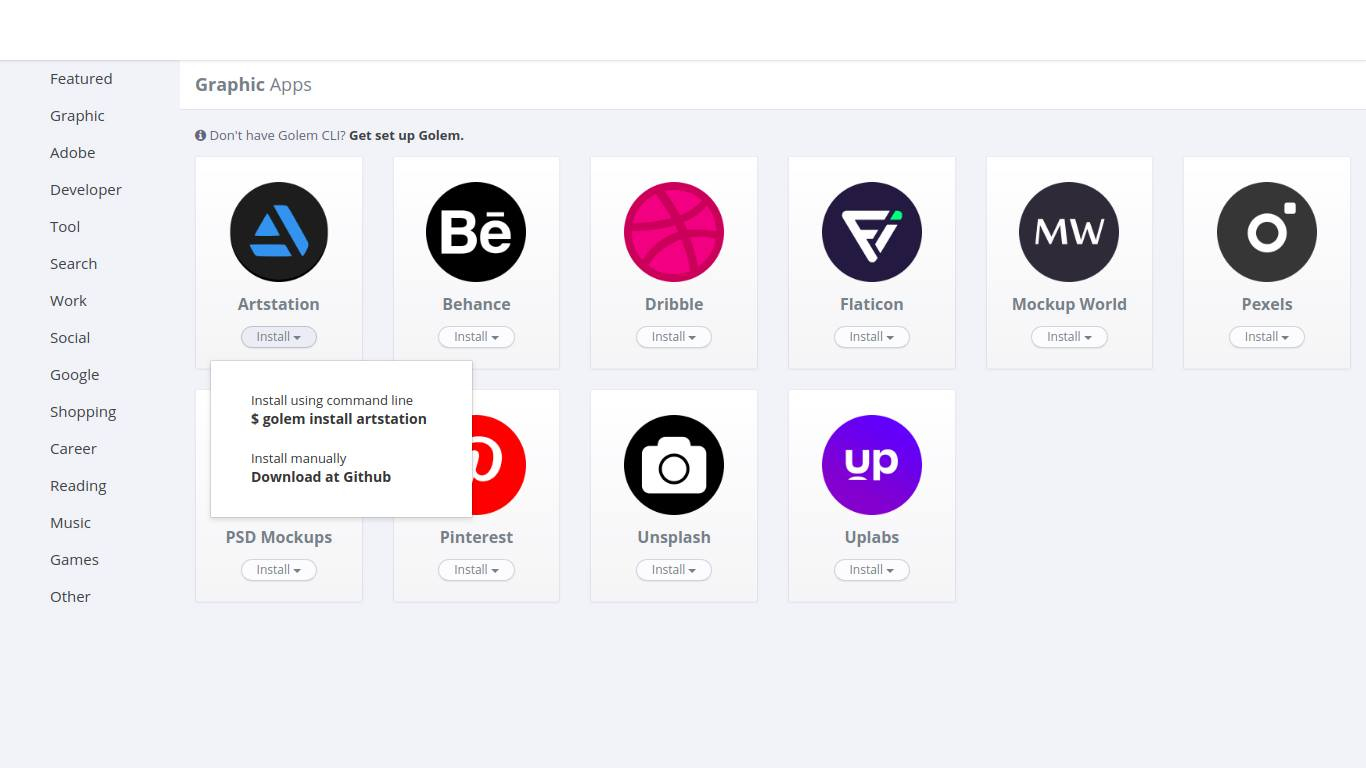 Featured
Graphic
Adobe
Developer
Tool
Search
Work
Social
Google
Shopping
Career
Reading
Music
Games
Other
Graphic Apps
Don't have Golem CLI? Get set up Golem.
Bē
MW
Artstation
Behance
Dribble
Flaticon
Mockup World
Pexels
Install
Install
Install
Install
Install
Install
Install using command line
$ golem install artstation
Install manually
Download at Github
up
PSD Mockups
Pinterest
Unsplash
Uplabs
Install
Install
Install
Install